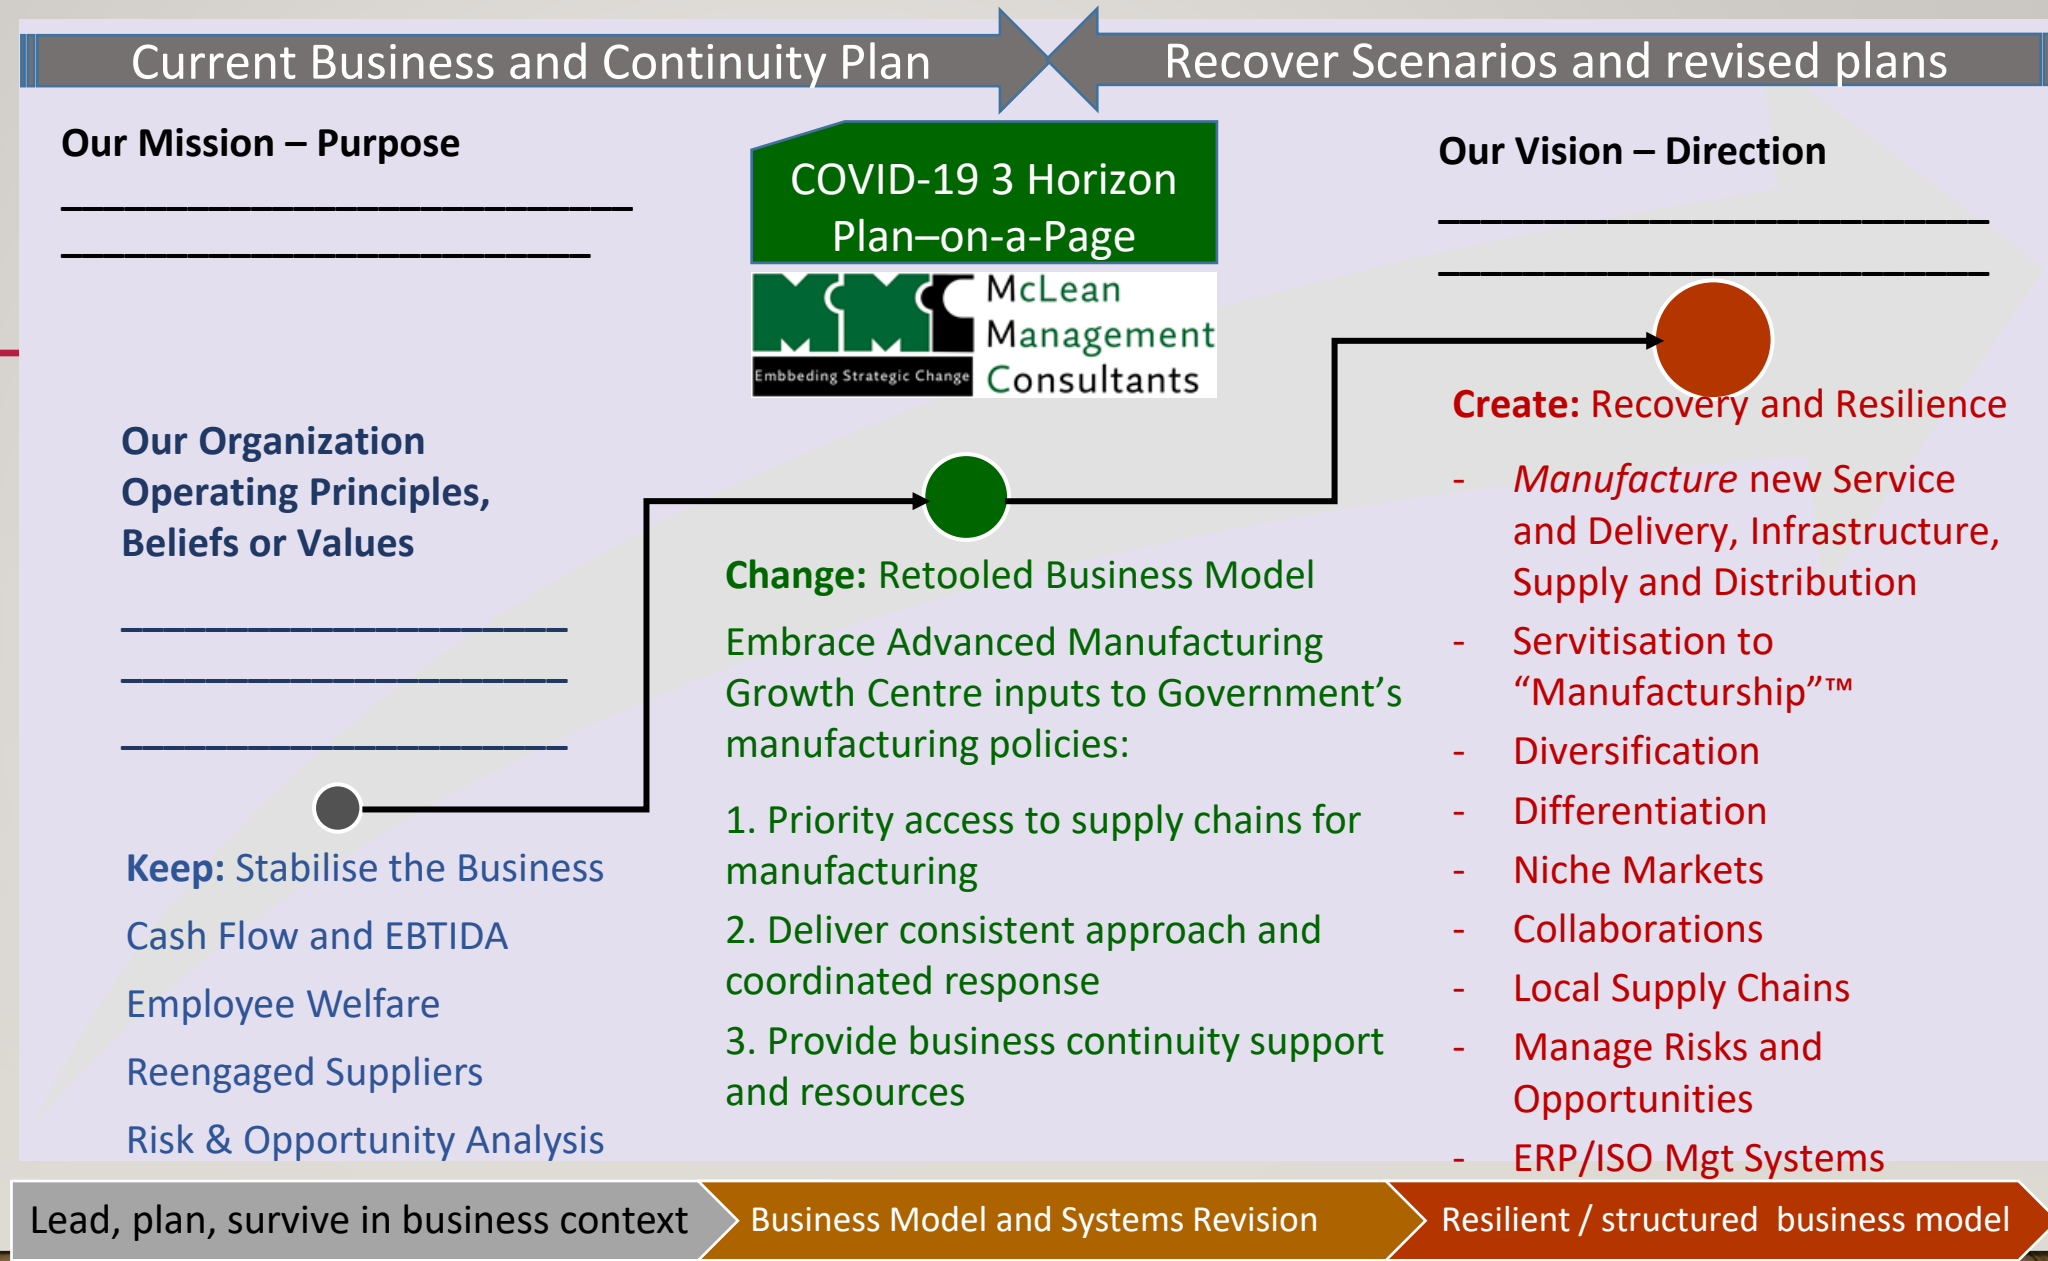 Current Business and Continuity Plan
Recover Scenarios and revised plans
Our Mission – Purpose
COVID-19 3 Horizon
Plan–on-a-Page
McLean
Management
Consultants
Embbeding Strategic Change
Our Vision – Direction
Our Organization
Operating Principles,
Beliefs or Values
Keep: Stabilise the Business
Cash Flow and EBTIDA
Employee Welfare
Reengaged Suppliers
Risk & Opportunity Analysis
Change: Retooled Business Model
Embrace Advanced Manufacturing
Growth Centre inputs to Government’s
manufacturing policies:
1. Priority access to supply chains for
manufacturing
2. Deliver consistent approach and
coordinated response
3. Provide business continuity support
and resources
Create: Recovery and Resilience
- Manufacture new Service
and Delivery, Infrastructure,
Supply and Distribution
- Servitisation to
“Manufacturship”™
- Diversification
- Differentiation
- Niche Markets
- Collaborations
- Local Supply Chains
- Manage Risks and
Opportunities
- ERP/ISO Mgt Systems
Lead, plan, survive in business context
Business Model and Systems Revision
Resilient / structured business model